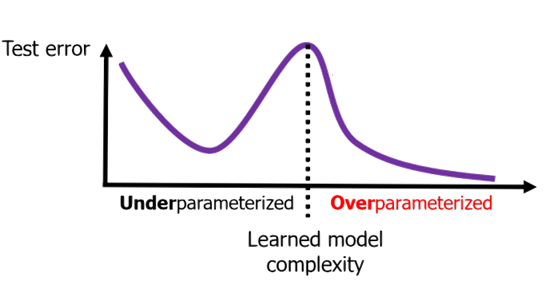 Test error
Underparameterized
Overparameterized
Learned model
complexity